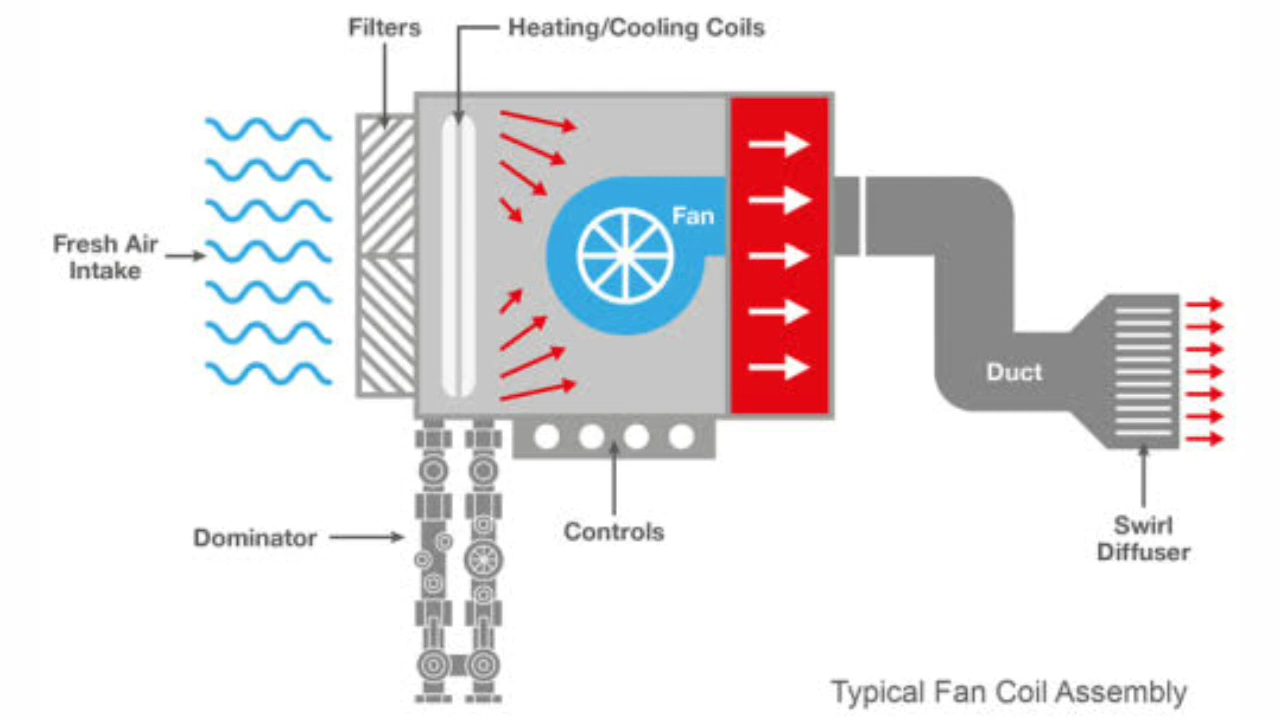 Filters
Heating/Cooling Coils
Fan
Fresh Air
Intake
Duct
Dominator
Controls
Swirl
Diffuser
Typical Fan Coil Assembly